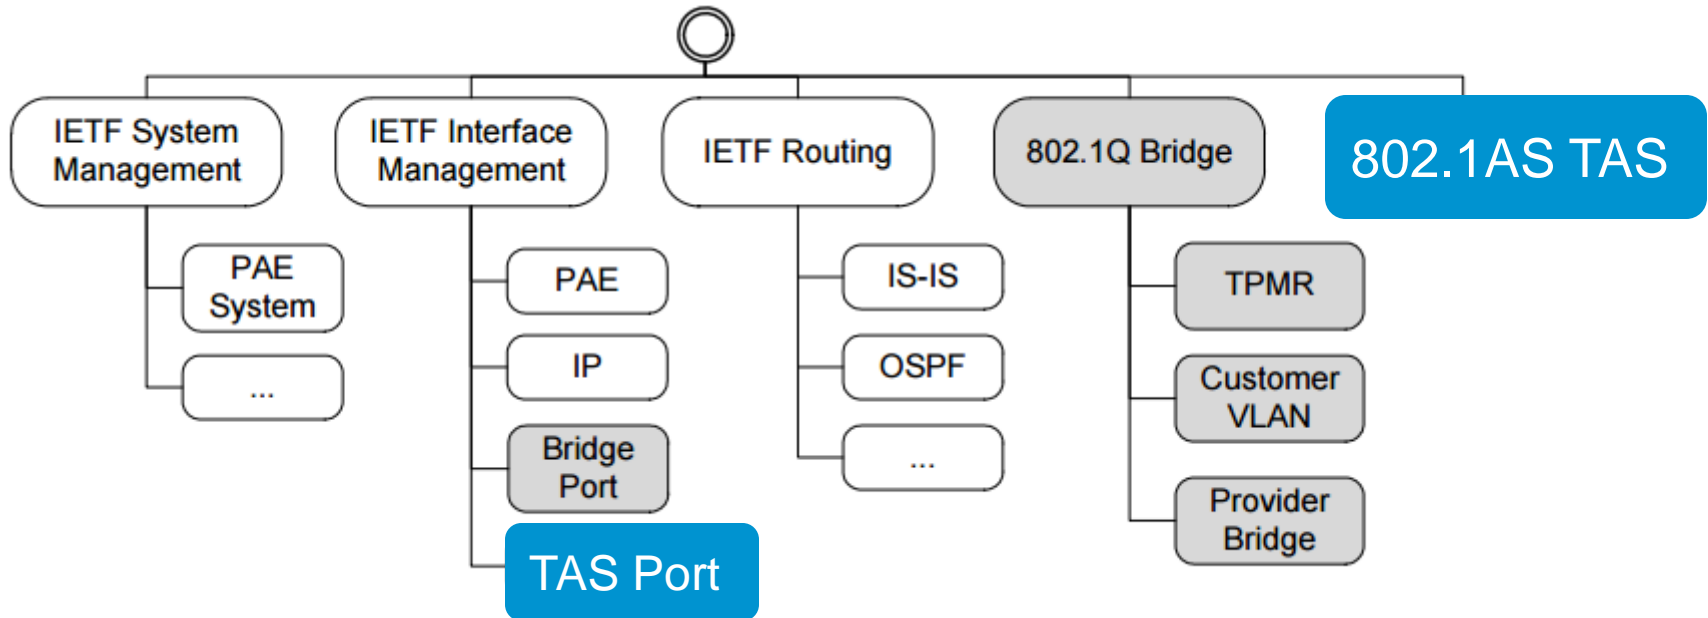 IETF System
Management
IETF Interface
Management
IETF Routing
802.1Q Bridge
802.1AS TAS
PAE
System
...
PAE
IP
Bridge
Port
TAS Port
IS-IS
OSPF
...
TPMR
Customer
VLAN
Provider
Bridge